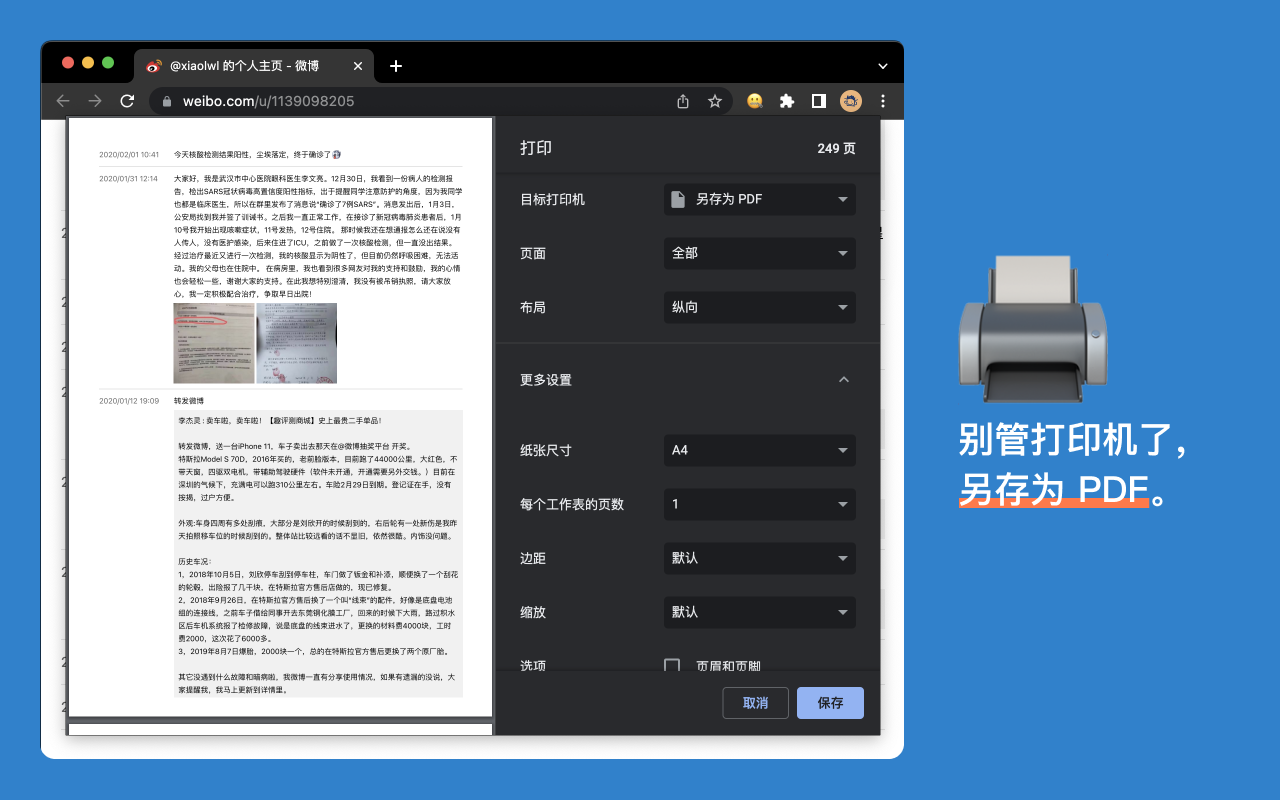 @xiaolwl 的个人主页 - 微博
weibo.com/u/1139098205
2020/02/01 10:41 今天核酸检测结果阳性，尘埃落定，终于确诊了
2020/01/31 12:14 大家好，我是武汉市中心医院眼科医生李文亮。12月30日，我看到一份病人的检测报
告，检出SARS冠状病毒高置信度阳性指标，出于提醒同学注意防护的角度，因为我同学
也都是临床医生，所以在群里发布了消息说“确诊了7例SARS”。消息发出后，1月3日，
公安局找到我并签了训诫书。之后我一直正常工作，在接诊了新冠病毒肺炎患者后，1月
10号我开始出现咳嗽症状，11号发热，12号住院。 那时候我还在想通报怎么还在说没有
人传人，没有医护感染，后来住进了ICU，之前做了一次核酸检测，但一直没出结果。
经过治疗最近又进行一次检测，我的核酸显示为阴性了，但目前仍然呼吸困难，无法活
动。我的父母也在住院中。 在病房里，我也看到很多网友对我的支持和鼓励，我的心情
也会轻松一些，谢谢大家的支持。在此我想特别澄清，我没有被吊销执照，请大家放
心，我一定积极配合治疗，争取早日出院！
2020/01/12 19:09 转发微博
李杰灵 : 卖车啦，卖车啦！【趣评测商城】史上最贵二手单品！
转发微博，送一台iPhone 11，车子卖出去那天在@微博抽奖平台 开奖。
特斯拉Model S 70D，2016年买的，老前脸版本，目前跑了44000公里，大红色，不
带天窗，四驱双电机，带辅助驾驶硬件（软件未开通，开通需要另外交钱。）目前在
深圳的气候下，充满电可以跑310公里左右。车险2月29日到期。登记证在手，没有
按揭，过户方便。
外观:车身四周有多处刮痕，大部分是刘欣开的时候刮到的，右后轮有一处新伤是我昨
天拍照移车位的时候刮到的。整体站比较远看的话不显旧，依然很酷。内饰没问题。
历史车况：
1，2018年10月5日，刘欣停车刮到停车柱，车门做了钣金和补漆，顺便换了一个刮花
的轮毂，出险报了几千块，在特斯拉官方售后店做的，现已修复。
2，2018年9月26日，在特斯拉官方售后换了一个叫“线束”的配件，好像是底盘电池
组的连接线，之前车子借给同事开去东莞钢化膜工厂，回来的时候下大雨，路过积水
区后车机系统报了检修故障，说是底盘的线束进水了，更换的材料费4000块，工时
费2000，这次花了6000多。
3，2019年8月7日爆胎，2000块一个，总的在特斯拉官方售后更换了两个原厂胎。
其它没遇到什么故障和暗病啦，我微博一直有分享使用情况，如果有遗漏的没说，大
家提醒我，我马上更新到详情里。
打印 249 页
目标打印机 另存为 PDF
页面 全部
布局 纵向
更多设置
纸张尺寸 A4
每个工作表的页数 1
边距 默认
缩放 默认
选项 页眉和页脚
取消 保存
别管打印机了，
另存为 PDF。